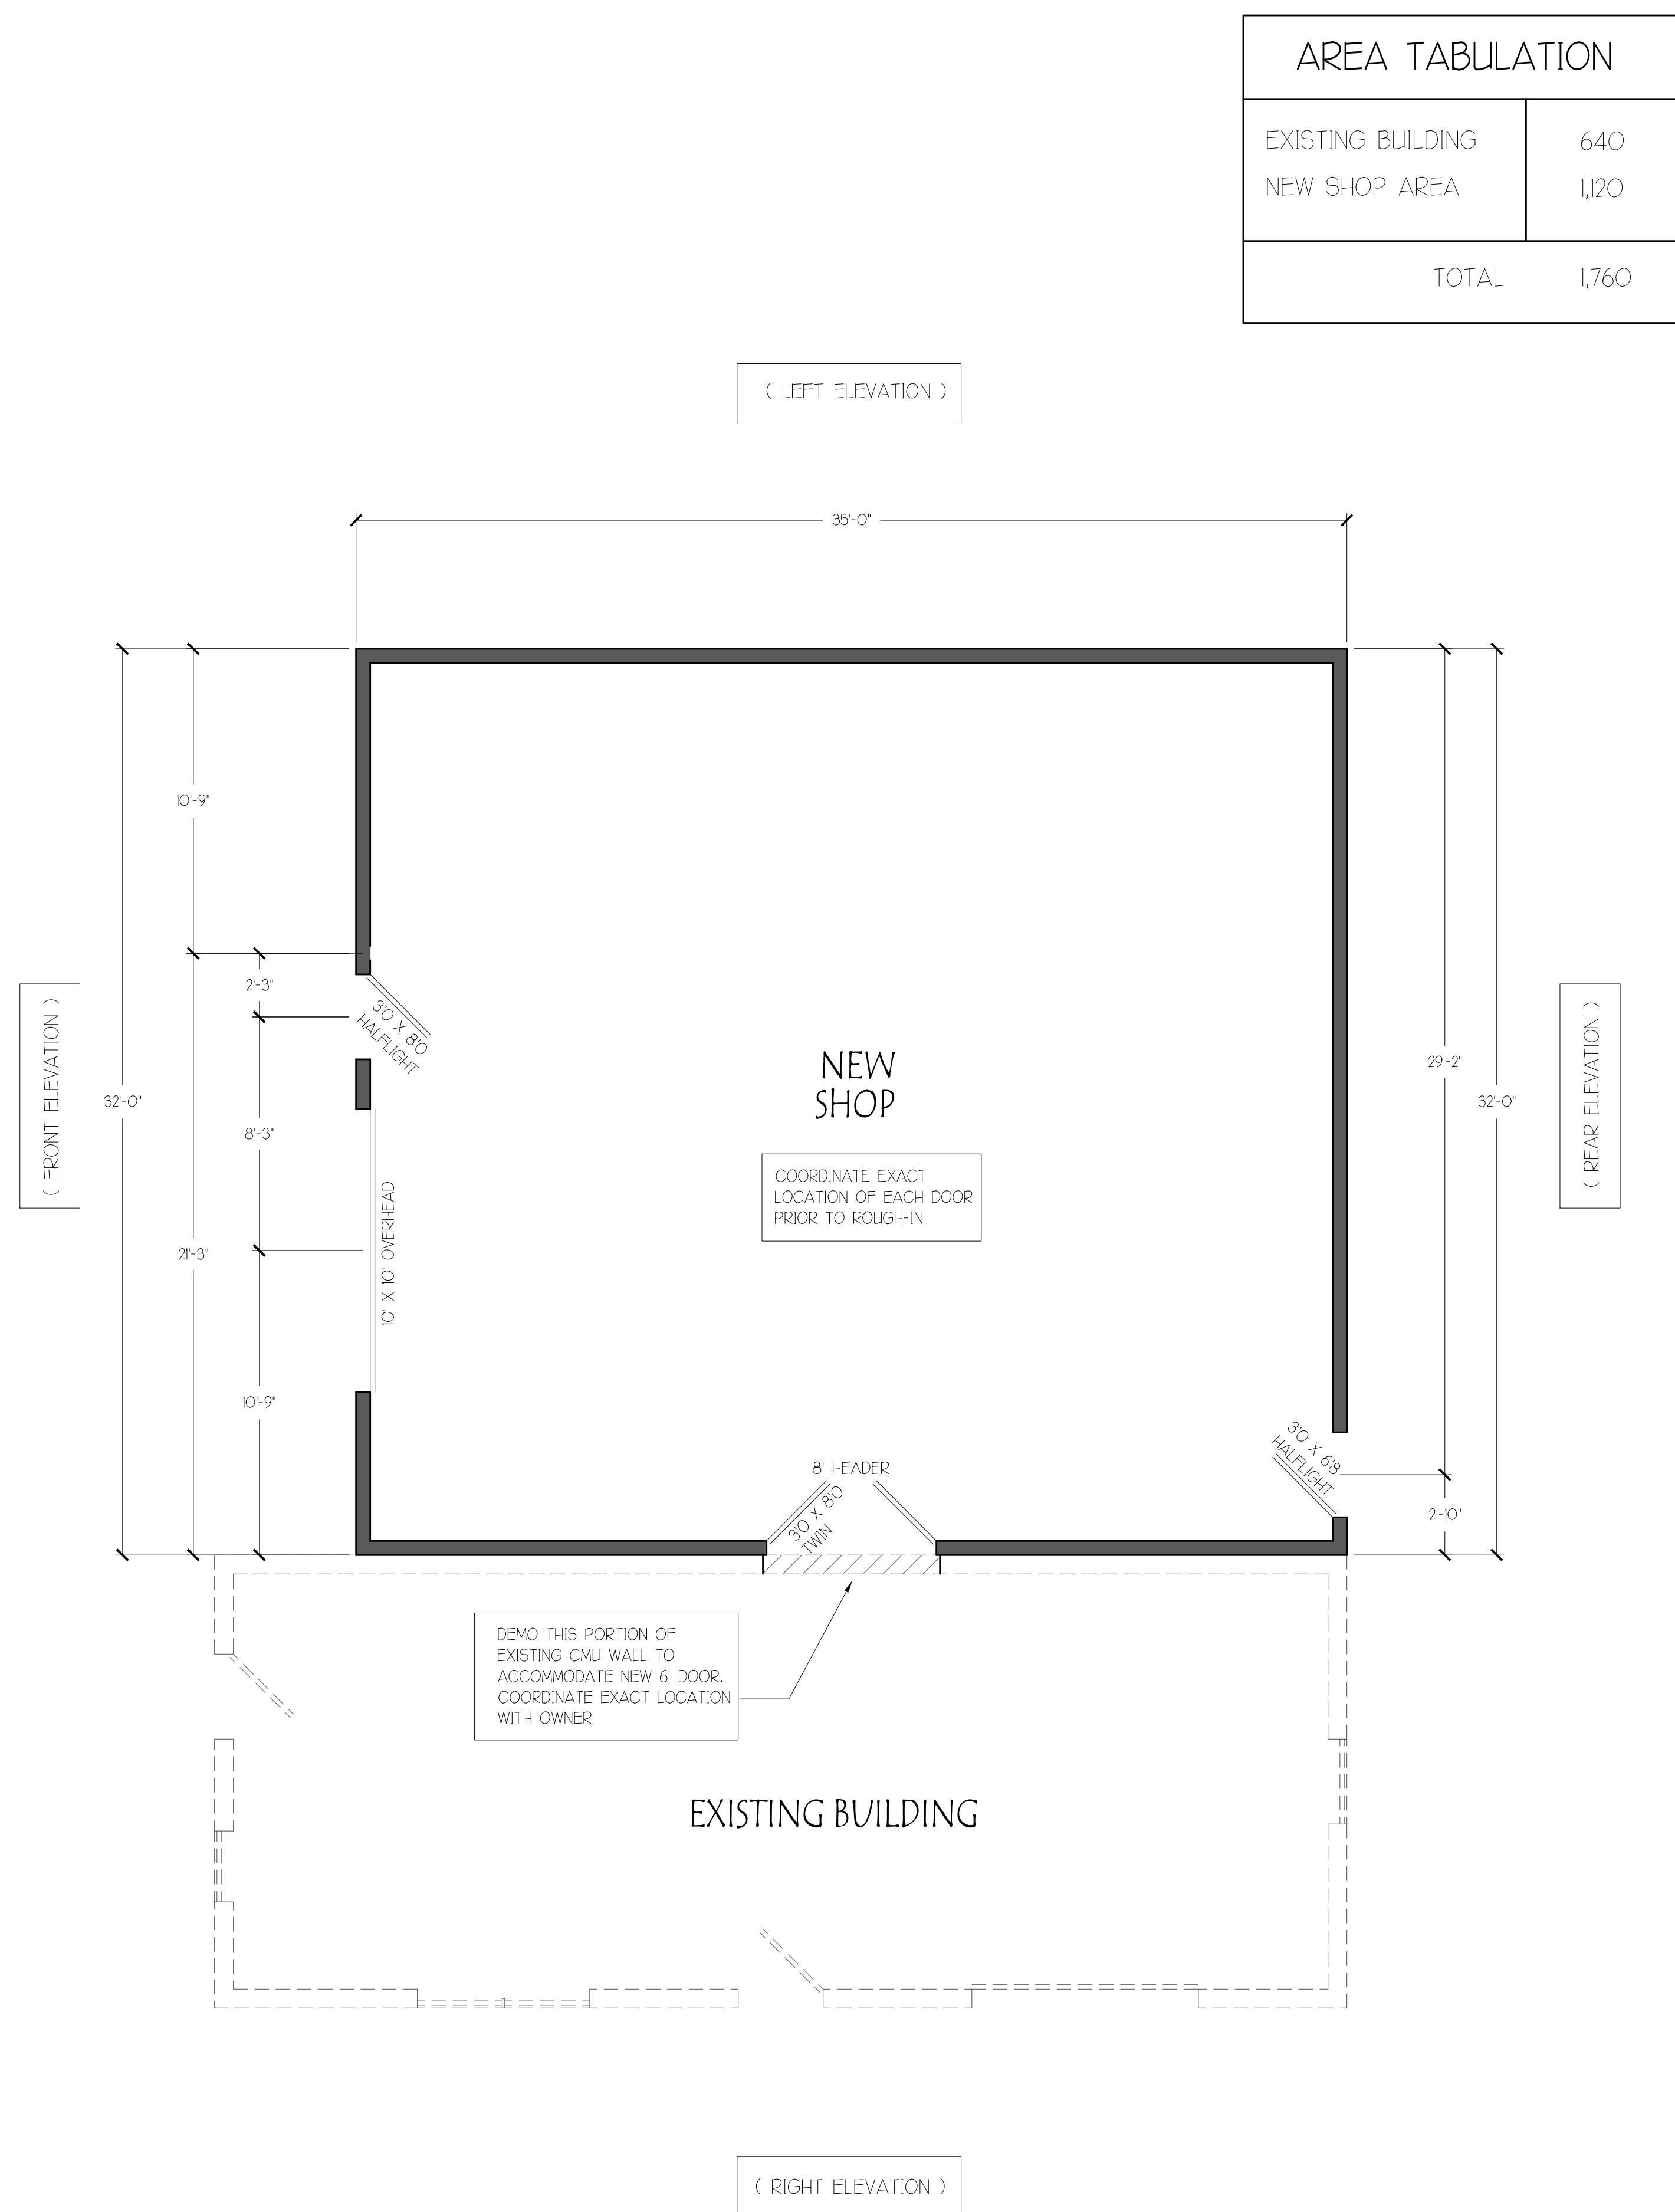 AREA TABULATION
EXISTING BUILDING 640
NEW SHOP AREA 1,120
TOTAL 1,760
( LEFT ELEVATION )
35'-0"
10'-9"
2'-3"
3'0 X 8'0
HALFLIGHT
( FRONT ELEVATION )
32'-0"
8'-3"
21'-3"
10'-9"
10' X 10' OVERHEAD
NEW
SHOP
COORDINATE EXACT
LOCATION OF EACH DOOR
PRIOR TO ROUGH-IN
29'-2"
32'-0"
( REAR ELEVATION )
8' HEADER
3'0 X 8'0
TWIN
3'0 X 6'8
HALFLIGHT
2'-10"
DEMO THIS PORTION OF
EXISTING CMU WALL TO
ACCOMMODATE NEW 6' DOOR.
COORDINATE EXACT LOCATION
WITH OWNER
EXISTING BUILDING
( RIGHT ELEVATION )